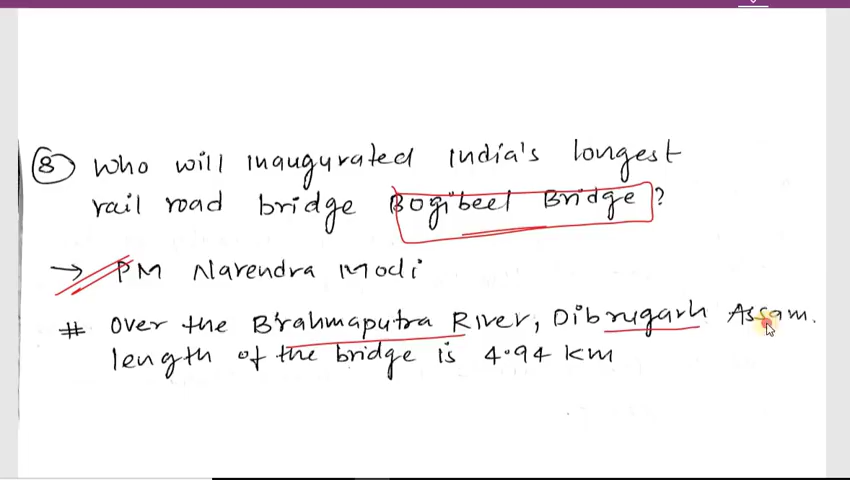 8 Who will inaugurated India's longest
rail road bridge Bogibeel Bridge ?
→ PM Narendra Modi
# Over the Brahmaputra River, Dibrugarh Assam.
length of the bridge is 4.94 km